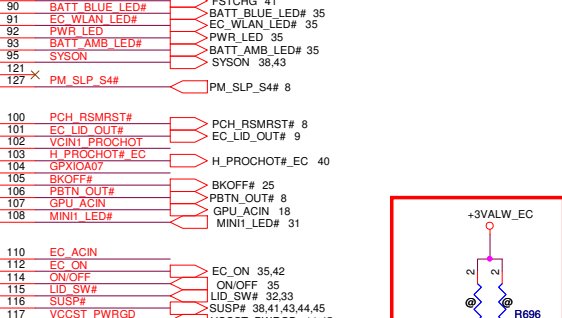 FSTCHG 41
90 BATT_BLUE_LED# BATT_BLUE_LED# 35
91 EC_WLAN_LED# EC_WLAN_LED# 35
92 PWR_LED PWR_LED 35
93 BATT_AMB_LED# BATT_AMB_LED# 35
95 SYSON SYSON 38,43
121
127 PM_SLP_S4# PM_SLP_S4# 8
100 PCH_RSMRST# PCH_RSMRST# 8
101 EC_LID_OUT# EC_LID_OUT# 9
102 VCIN1_PROCHOT
103 H_PROCHOT#_EC H_PROCHOT#_EC 40
104 GPXIOA07
105 BKOFF# BKOFF# 25
106 PBTN_OUT# PBTN_OUT# 8
107 GPU_ACIN GPU_ACIN 18
108 MINI1_LED# MINI1_LED# 31
+3VALW_EC
110 EC_ACIN
112 EC_ON EC_ON 35,42
114 ON/OFF ON/OFF 35
115 LID_SW# LID_SW# 32,33
116 SUSP# SUSP# 38,41,43,44,45
117 VCCST_PWRGD
2 2
@ @ R696